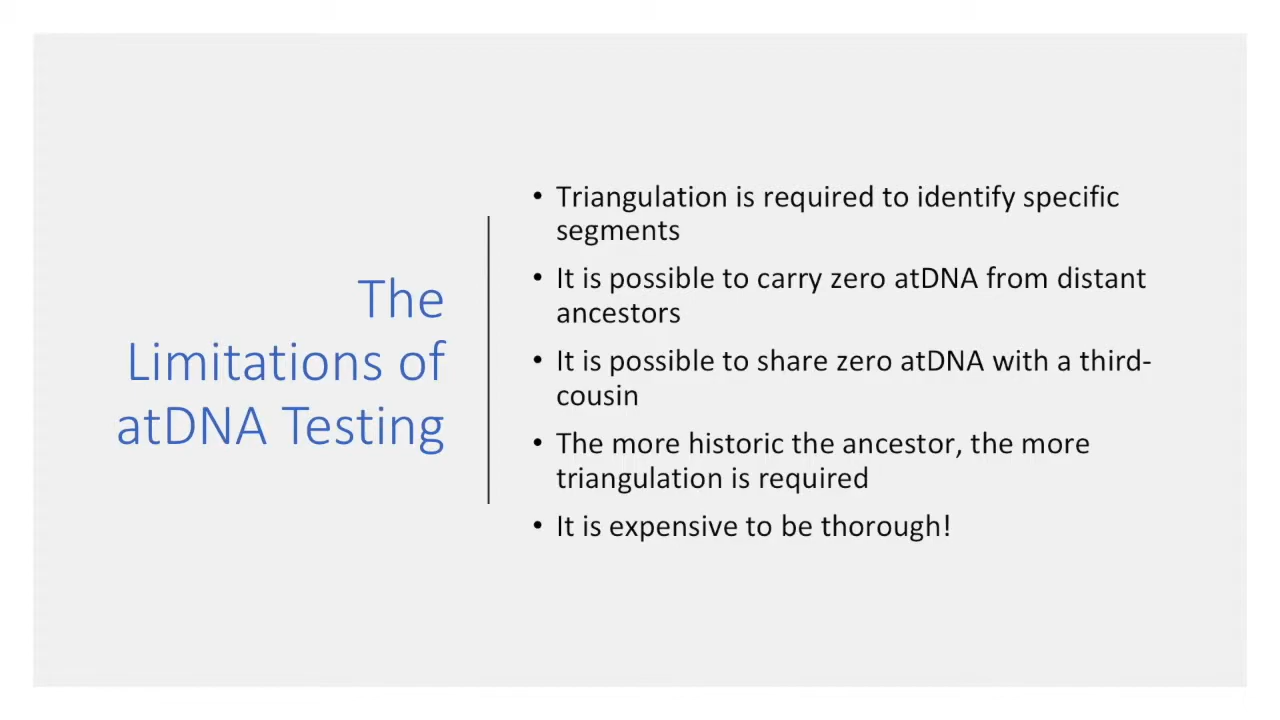 The
Limitations of
atDNA Testing
• Triangulation is required to identify specific
segments
• It is possible to carry zero atDNA from distant
ancestors
• It is possible to share zero atDNA with a third-
cousin
• The more historic the ancestor, the more
triangulation is required
• It is expensive to be thorough!